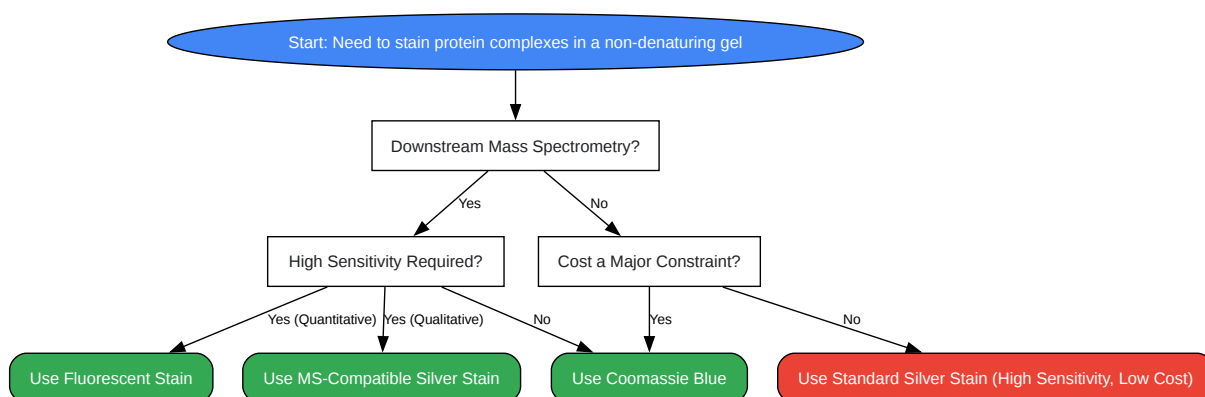 Start: Need to stain protein complexes in a non-denaturing gel
Downstream Mass Spectrometry?
Yes
No
High Sensitivity Required?
Cost a Major Constraint?
Yes (Quantitative)
Yes (Qualitative)
No
Yes
No
Use Fluorescent Stain
Use MS-Compatible Silver Stain
Use Coomassie Blue
Use Standard Silver Stain (High Sensitivity, Low Cost)